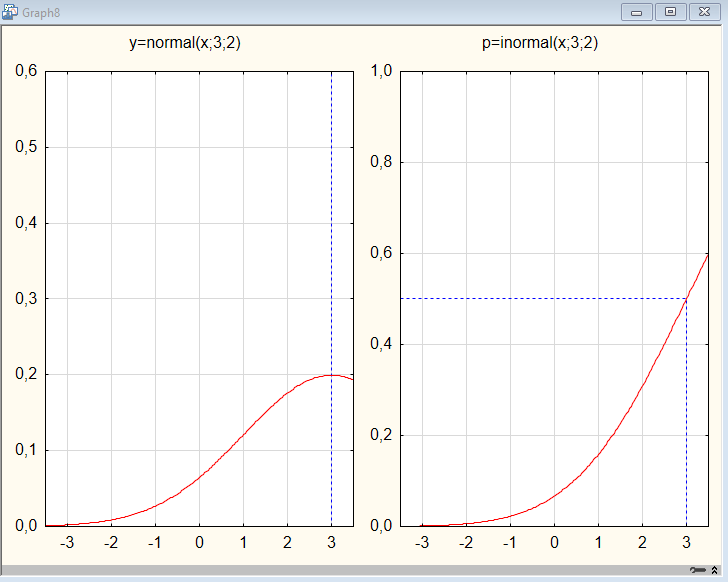 Graph8
y=normal(x;3;2)
0,6
0,5
0,4
0,3
0,2
0,1
0,0
-3 -2 -1 0 1 2 3
p=inormal(x;3;2)
1,0
0,8
0,6
0,4
0,2
0,0
-3 -2 -1 0 1 2 3